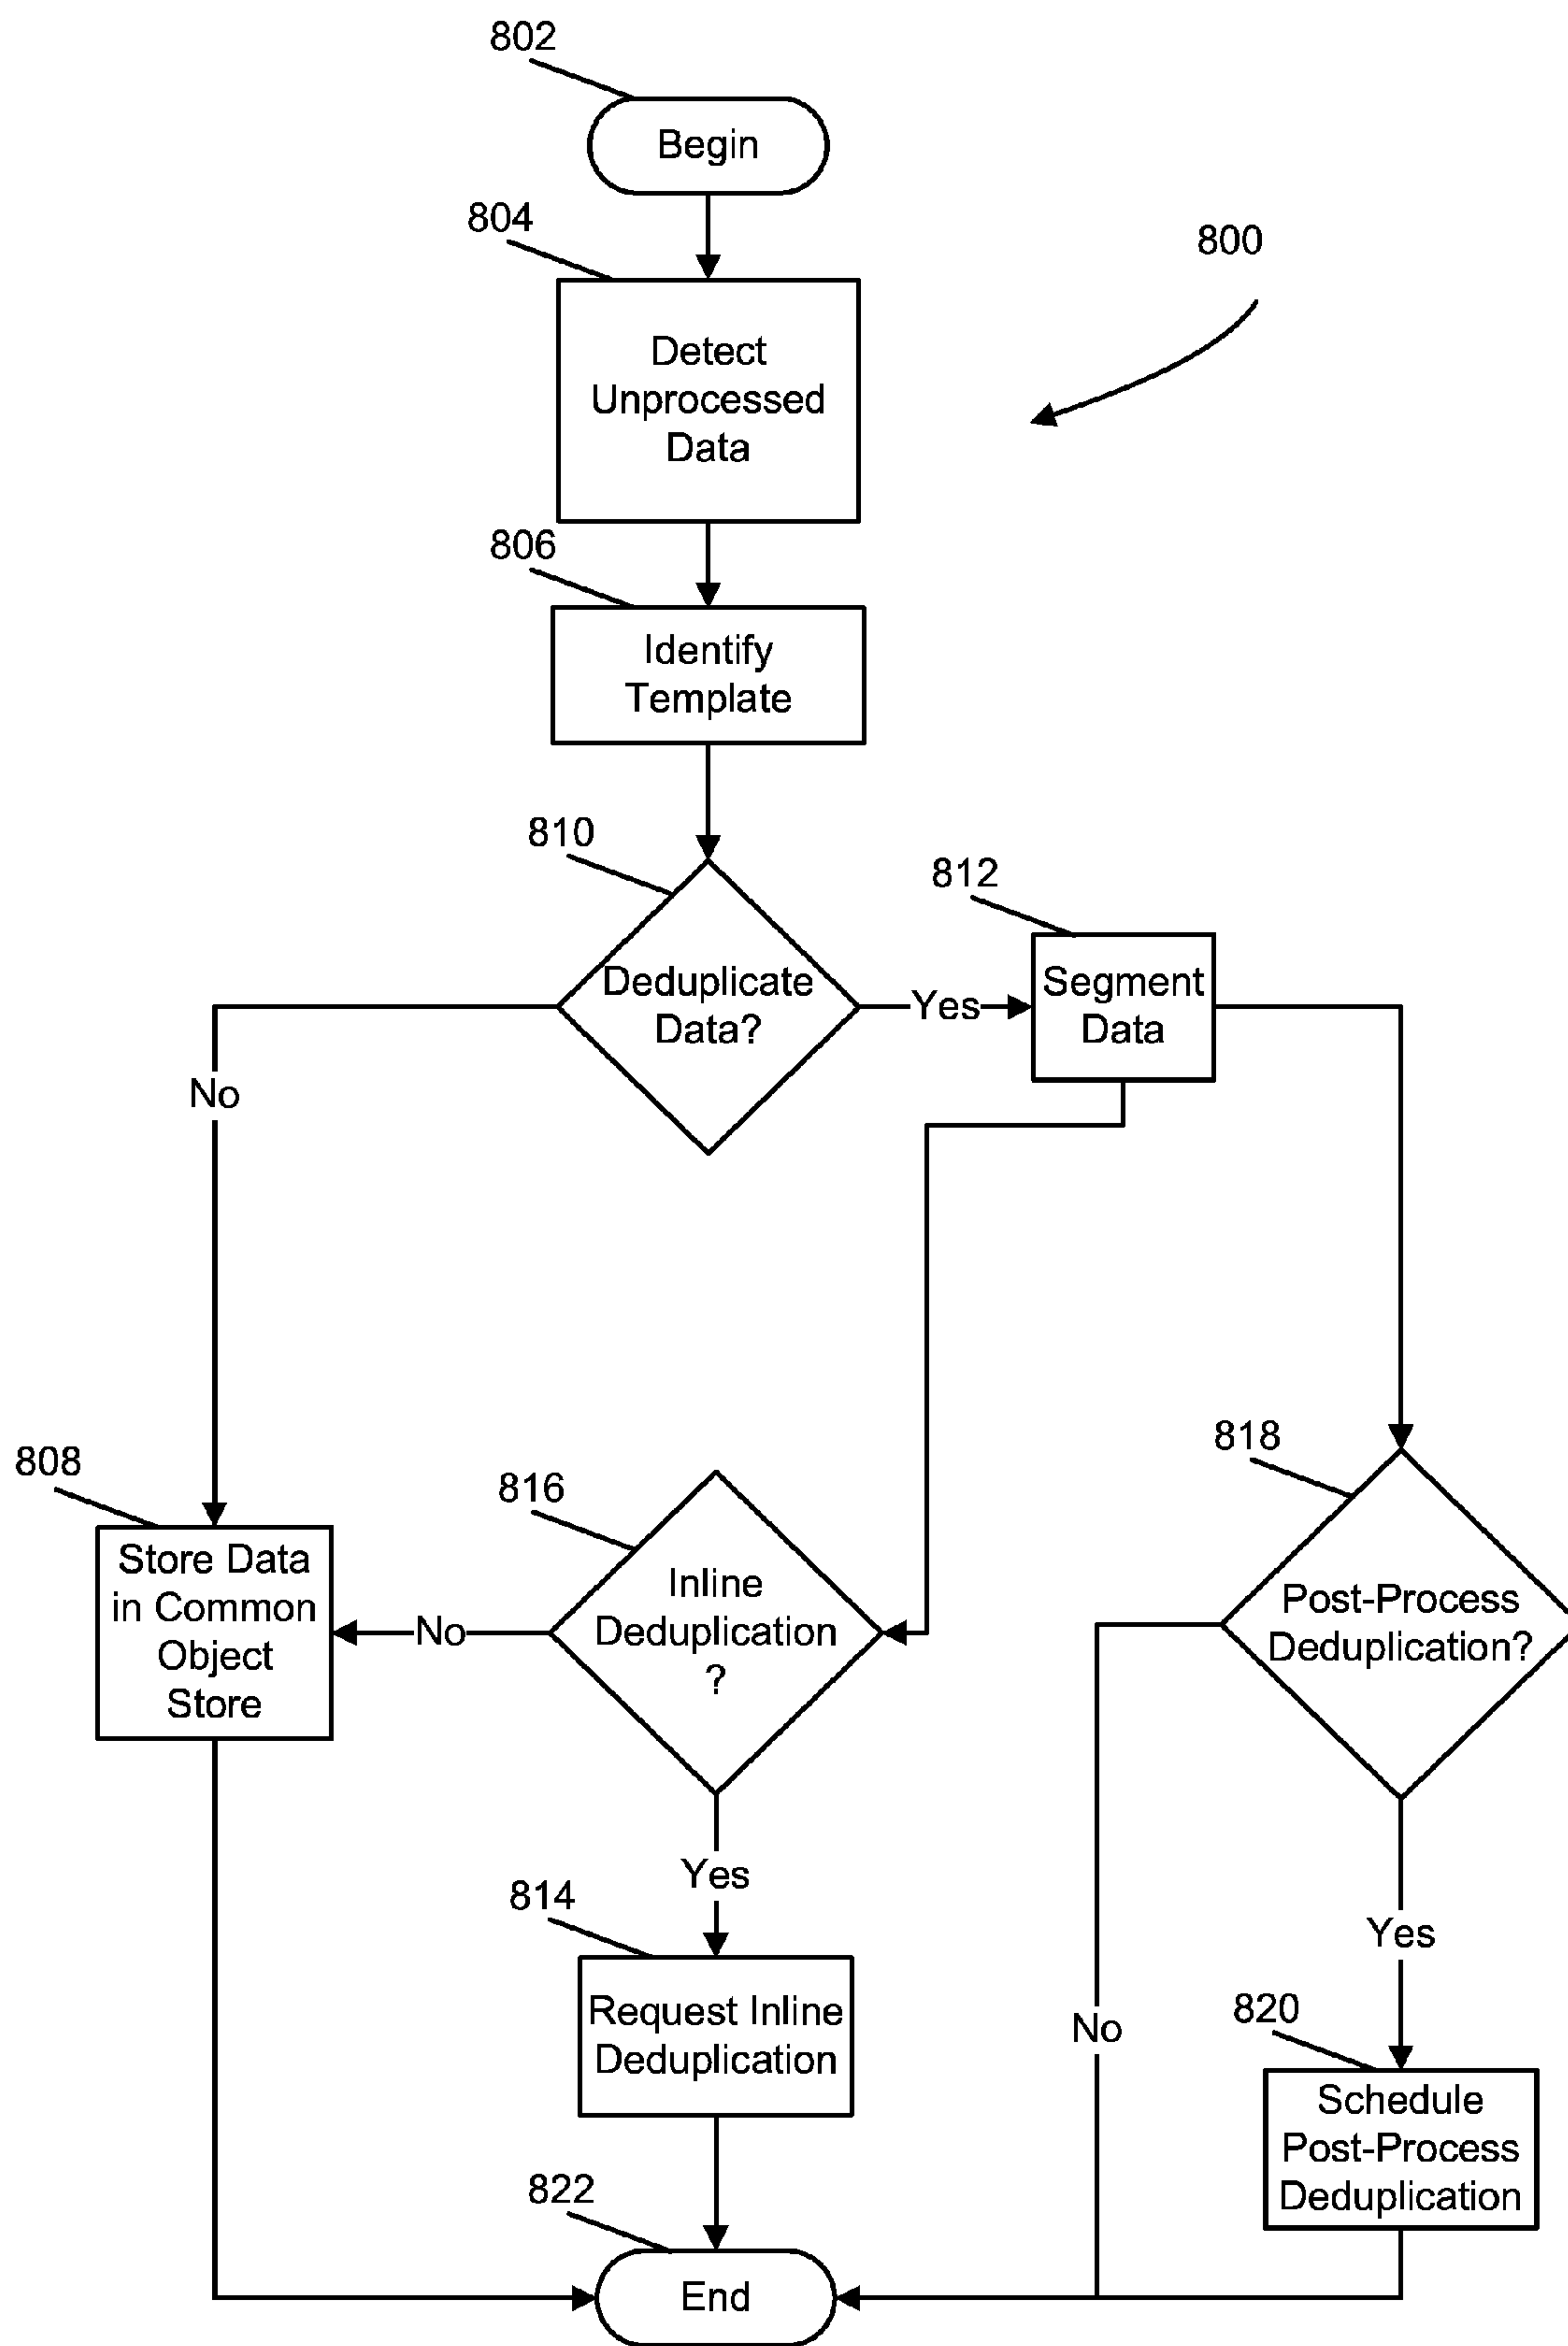 802
Begin
804
800
Detect
Unprocessed
Data
806
Identify
Template
810
812
Deduplicate
Data?
Yes
Segment
Data
No
818
808
816
Store Data
in Common
Object
Store
No
Inline
Deduplication
?
Post-Process
Deduplication?
Yes
814
Yes
Request Inline
Deduplication
No
820
Schedule
Post-Process
Deduplication
822
End